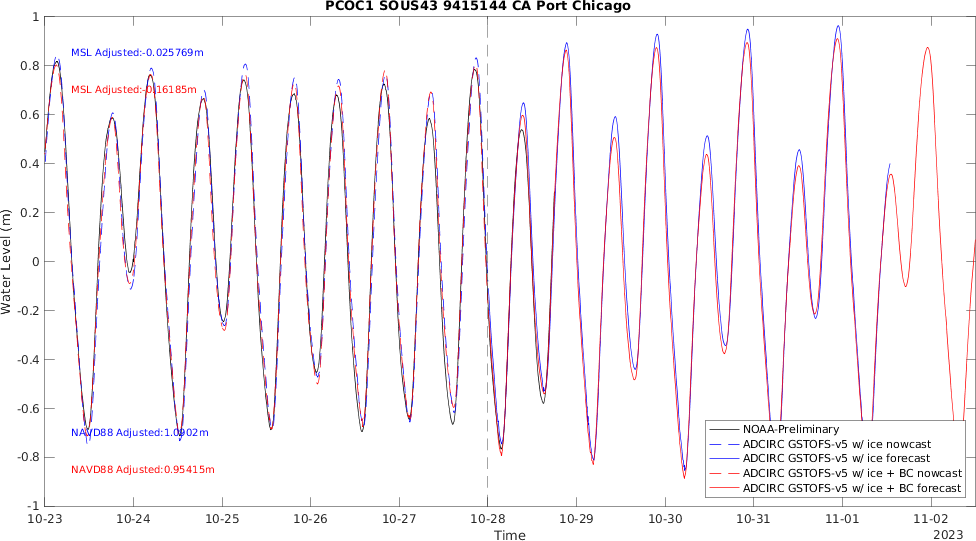 PCOC1 SOUS43 9415144 CA Port Chicago
MSL Adjusted:-0.025769m
MSL Adjusted:-0.16185m
NAVD88 Adjusted:1.0902m
NAVD88 Adjusted:0.95415m
Water Level (m)
1
0.8
0.6
0.4
0.2
0
-0.2
-0.4
-0.6
-0.8
-1
NOAA-Preliminary
ADCIRC GSTOFS-v5 w/ ice nowcast
ADCIRC GSTOFS-v5 w/ ice forecast
ADCIRC GSTOFS-v5 w/ ice + BC nowcast
ADCIRC GSTOFS-v5 w/ ice + BC forecast
10-23 10-24 10-25 10-26 10-27 10-28 10-29 10-30 10-31 11-01 11-02
Time
2023